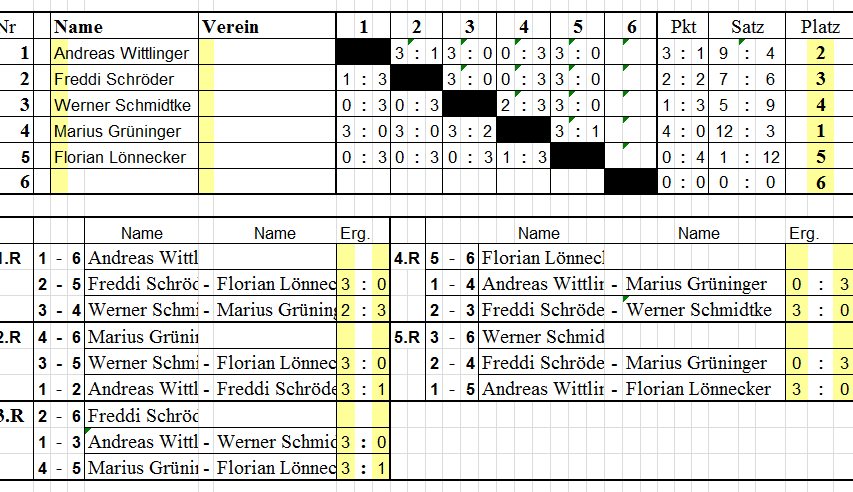 Nr Name Verein 1 2 3 4 5 6 Pkt Satz Platz
1 Andreas Wittlinger 3 : 1 3 : 0 0 : 3 3 : 0 : 3 : 1 9 : 4 2
2 Freddi Schröder 1 : 3 3 : 0 0 : 3 3 : 0 : 2 : 2 7 : 6 3
3 Werner Schmidtke 0 : 3 0 : 3 2 : 3 3 : 0 : 1 : 3 5 : 9 4
4 Marius Grüninger 3 : 0 3 : 0 3 : 2 3 : 1 : 4 : 0 12 : 3 1
5 Florian Lönnecker 0 : 3 0 : 3 0 : 3 1 : 3 : 0 : 4 1 : 12 5
6 : : : : : 0 : 0 0 : 0 6
Name Name Erg. Name Name Erg.
1.R 1 - 6 Andreas Wittl 4.R 5 - 6 Florian Lönnecl
2 - 5 Freddi Schröd - Florian Lönnec 3 : 0 1 - 4 Andreas Wittlin - Marius Grüninger 0 : 3
3 - 4 Werner Schmi - Marius Grüning 2 : 3 2 - 3 Freddi Schröde - Werner Schmidtke 3 : 0
2.R 4 - 6 Marius Grünin 5.R 3 - 6 Werner Schmid
3 - 5 Werner Schmi - Florian Lönnec 3 : 0 2 - 4 Freddi Schröde - Marius Grüninger 0 : 3
1 - 2 Andreas Wittl - Freddi Schröde 3 : 1 1 - 5 Andreas Wittlin - Florian Lönnecker 3 : 0
3.R 2 - 6 Freddi Schröd
1 - 3 Andreas Wittl - Werner Schmid 3 : 0
4 - 5 Marius Grünin - Florian Lönnec 3 : 1